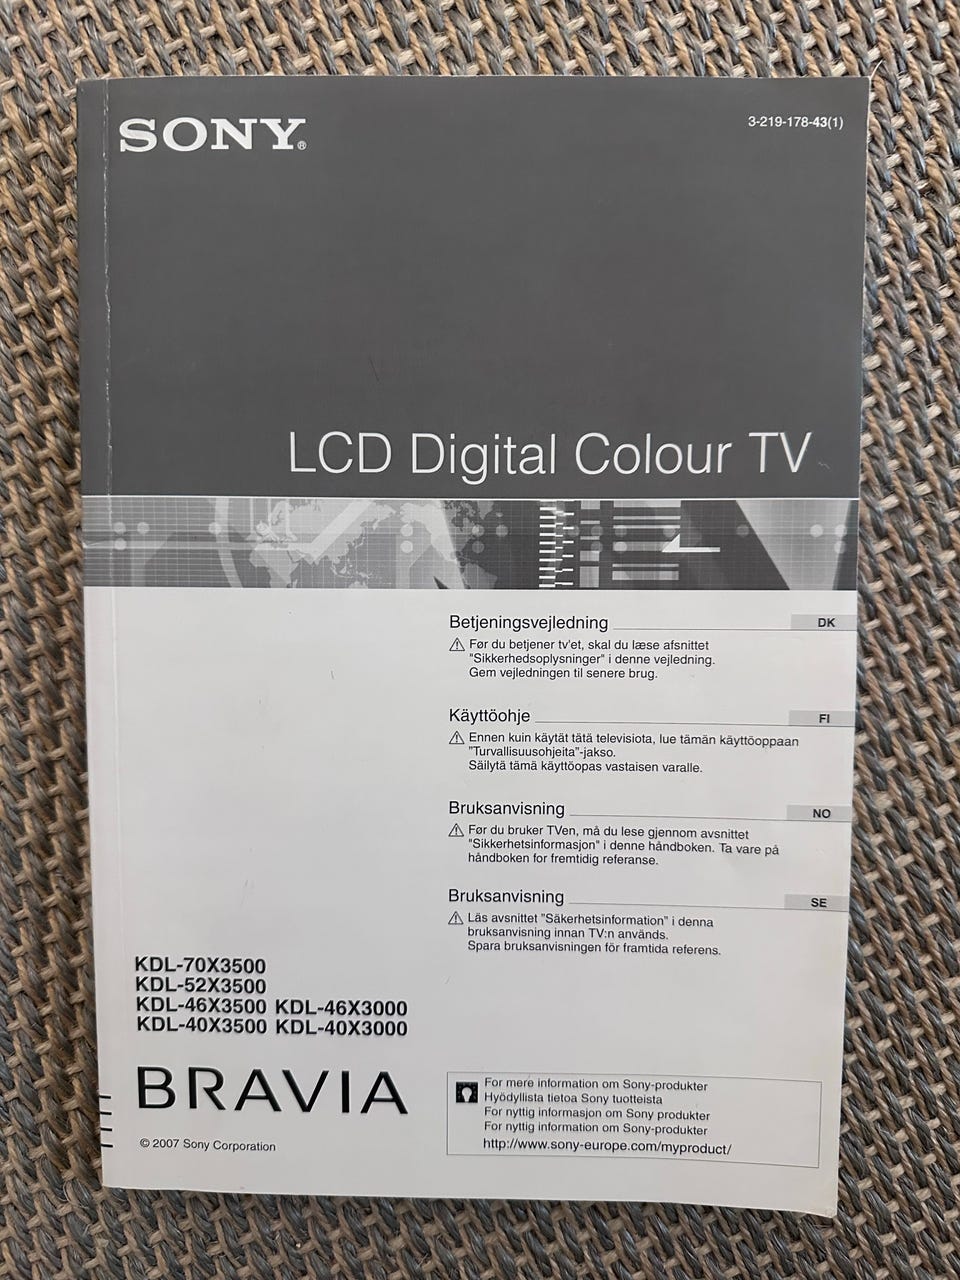 SONY®
3-219-178-43(1)
LCD Digital Colour TV
Betjeningsvejledning DK
Før du betjener tv'et, skal du læse afsnittet
"Sikkerhedsoplysninger" i denne vejledning.
Gem vejledningen til senere brug.
Käyttöohje FI
Ennen kuin käytät tätä televisiota, lue tämän käyttöoppaan
"Turvallisuusohjeita"-jakso.
Säilytä tämä käyttöopas vastaisen varalle.
Bruksanvisning NO
Før du bruker TVen, må du lese gjennom avsnittet
"Sikkerhetsinformasjon" i denne håndboken. Ta vare på
håndboken for fremtidig referanse.
Bruksanvisning SE
Läs avsnittet "Säkerhetsinformation" i denna
bruksanvisning innan TV:n används.
Spara bruksanvisningen för framtida referens.
KDL-70X3500
KDL-52X3500
KDL-46X3500 KDL-46X3000
KDL-40X3500 KDL-40X3000
BRAVIA
© 2007 Sony Corporation
For mere information om Sony-produkter
Hyödyllista tietoa Sony tuotteista
For nyttig informasjon om Sony produkter
For nyttig information om Sony-produkter
http://www.sony-europe.com/myproduct/